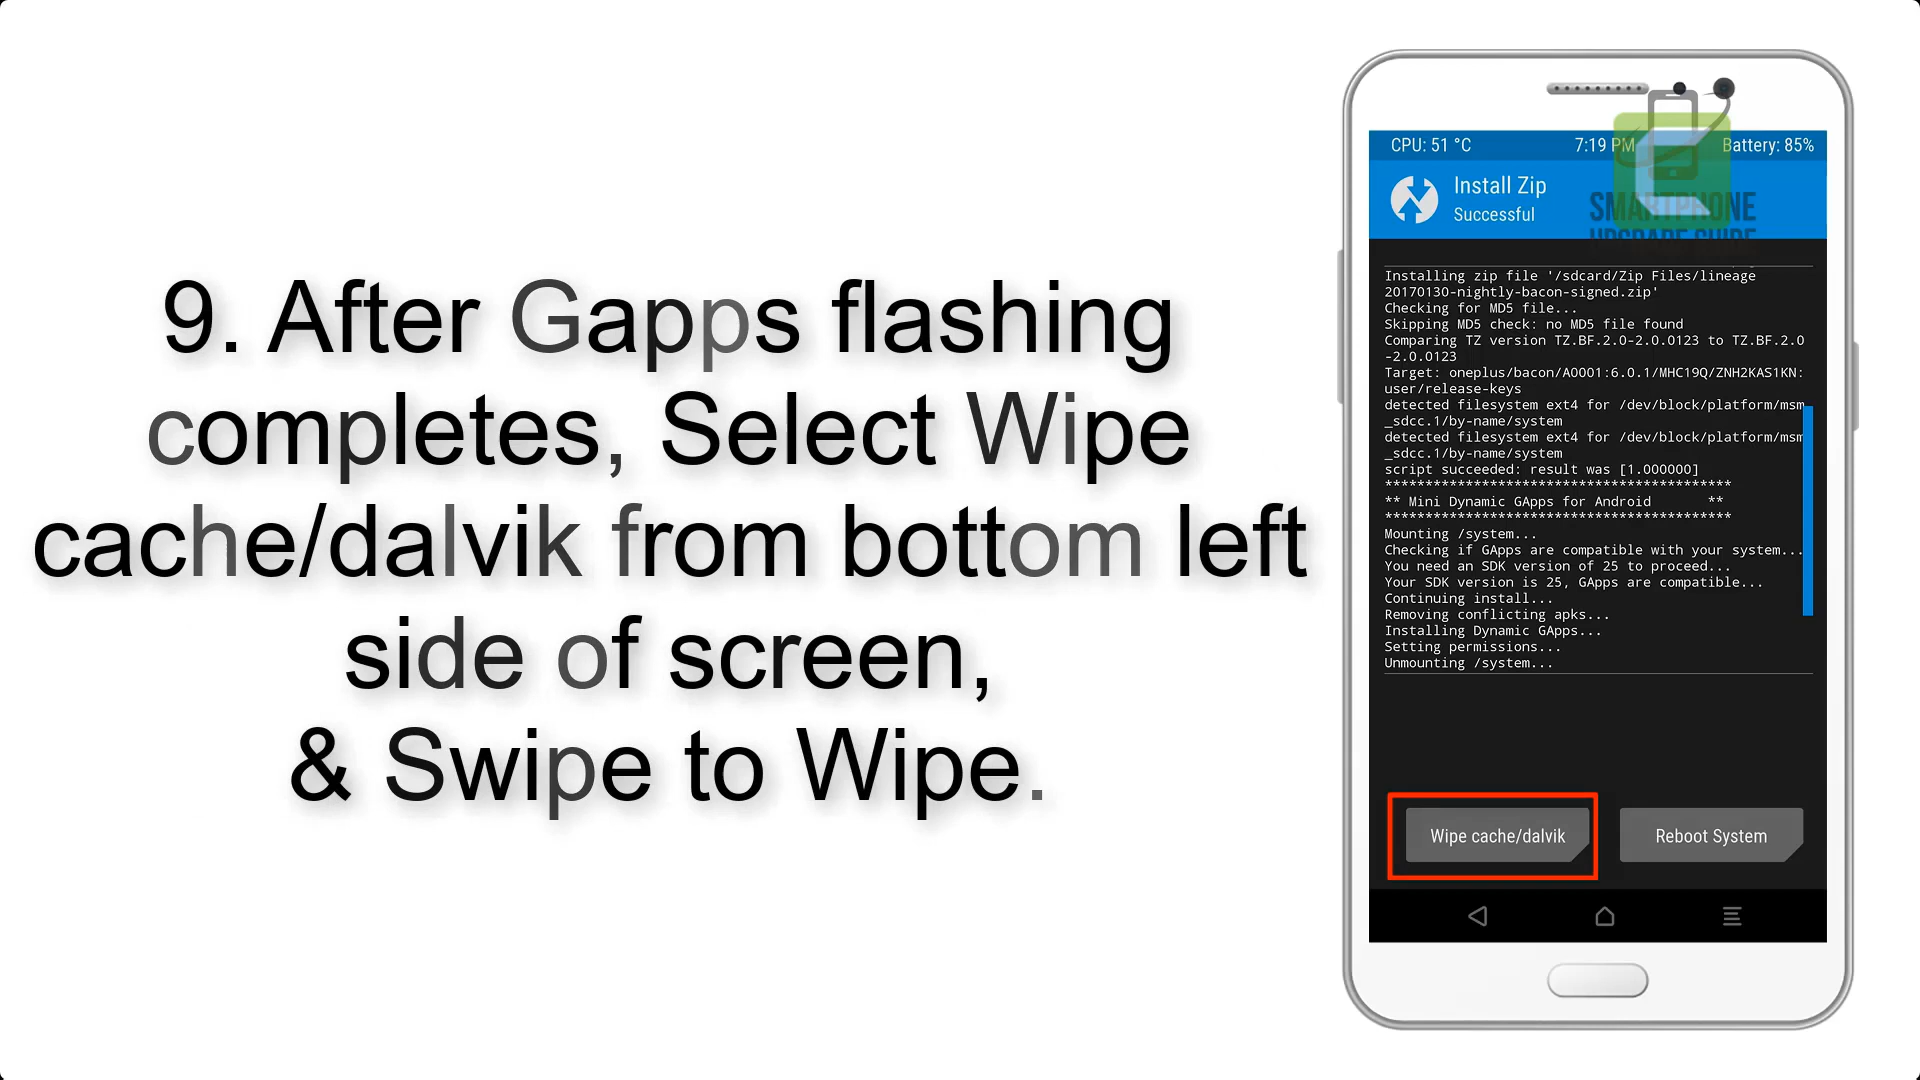 9. After Gapps flashing
completes, Select Wipe
cache/dalvik from bottom left
side of screen,
& Swipe to Wipe.
CPU: 51 °C 7:19 PM Battery: 85%
Install Zip
Successful
SMARTPHONE
UPGRADE GUIDE
Installing zip file '/sdcard/Zip Files/lineage
20170130-nightly-bacon-signed.zip'
Checking for MD5 file...
Skipping MD5 check: no MD5 file found
Comparing TZ version TZ.BF.2.0-2.0.0123 to TZ.BF.2.0
-2.0.0123
Target: oneplus/bacon/A0001:6.0.1/MHC19Q/ZNH2KAS1KN:
user/release-keys
detected filesystem ext4 for /dev/block/platform/msm
_sdcc.1/by-name/system
detected filesystem ext4 for /dev/block/platform/msm
_sdcc.1/by-name/system
script succeeded: result was [1.000000]
*******************************************
** Mini Dynamic GApps for Android **
*******************************************
Mounting /system...
Checking if GApps are compatible with your system...
You need an SDK version of 25 to proceed...
Your SDK version is 25, GApps are compatible...
Continuing install...
Removing conflicting apks...
Installing Dynamic GApps...
Setting permissions...
Unmounting /system...
Wipe cache/dalvik
Reboot System